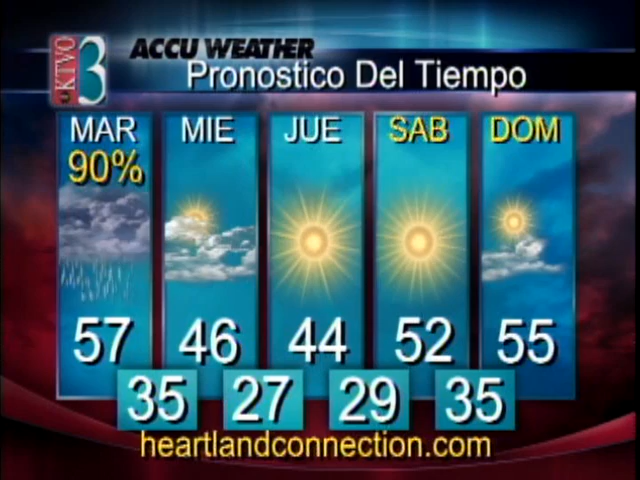 KTVO 3
ACCU WEATHER
Pronostico Del Tiempo
MAR MIE JUE SAB DOM
90%
57 46 44 52 55
35 27 29 35
heartlandconnection.com